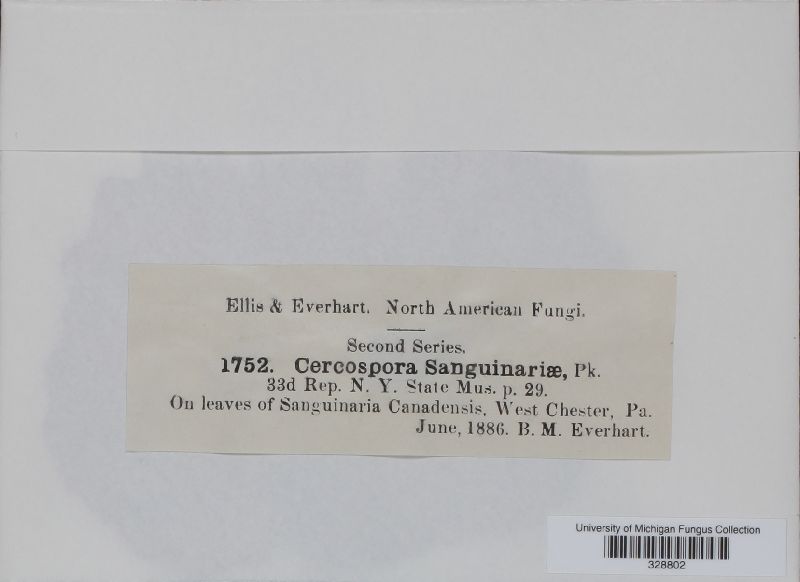 Ellis & Everhart. North American Fungi.
Second Series.
1752. Cercospora Sanguinariæ, Pk.
33d Rep. N. Y. State Mus. p. 29.
On leaves of Sanguinaria Canadensis, West Chester, Pa.
June, 1886. B. M. Everhart.
University of Michigan Fungus Collection
328802